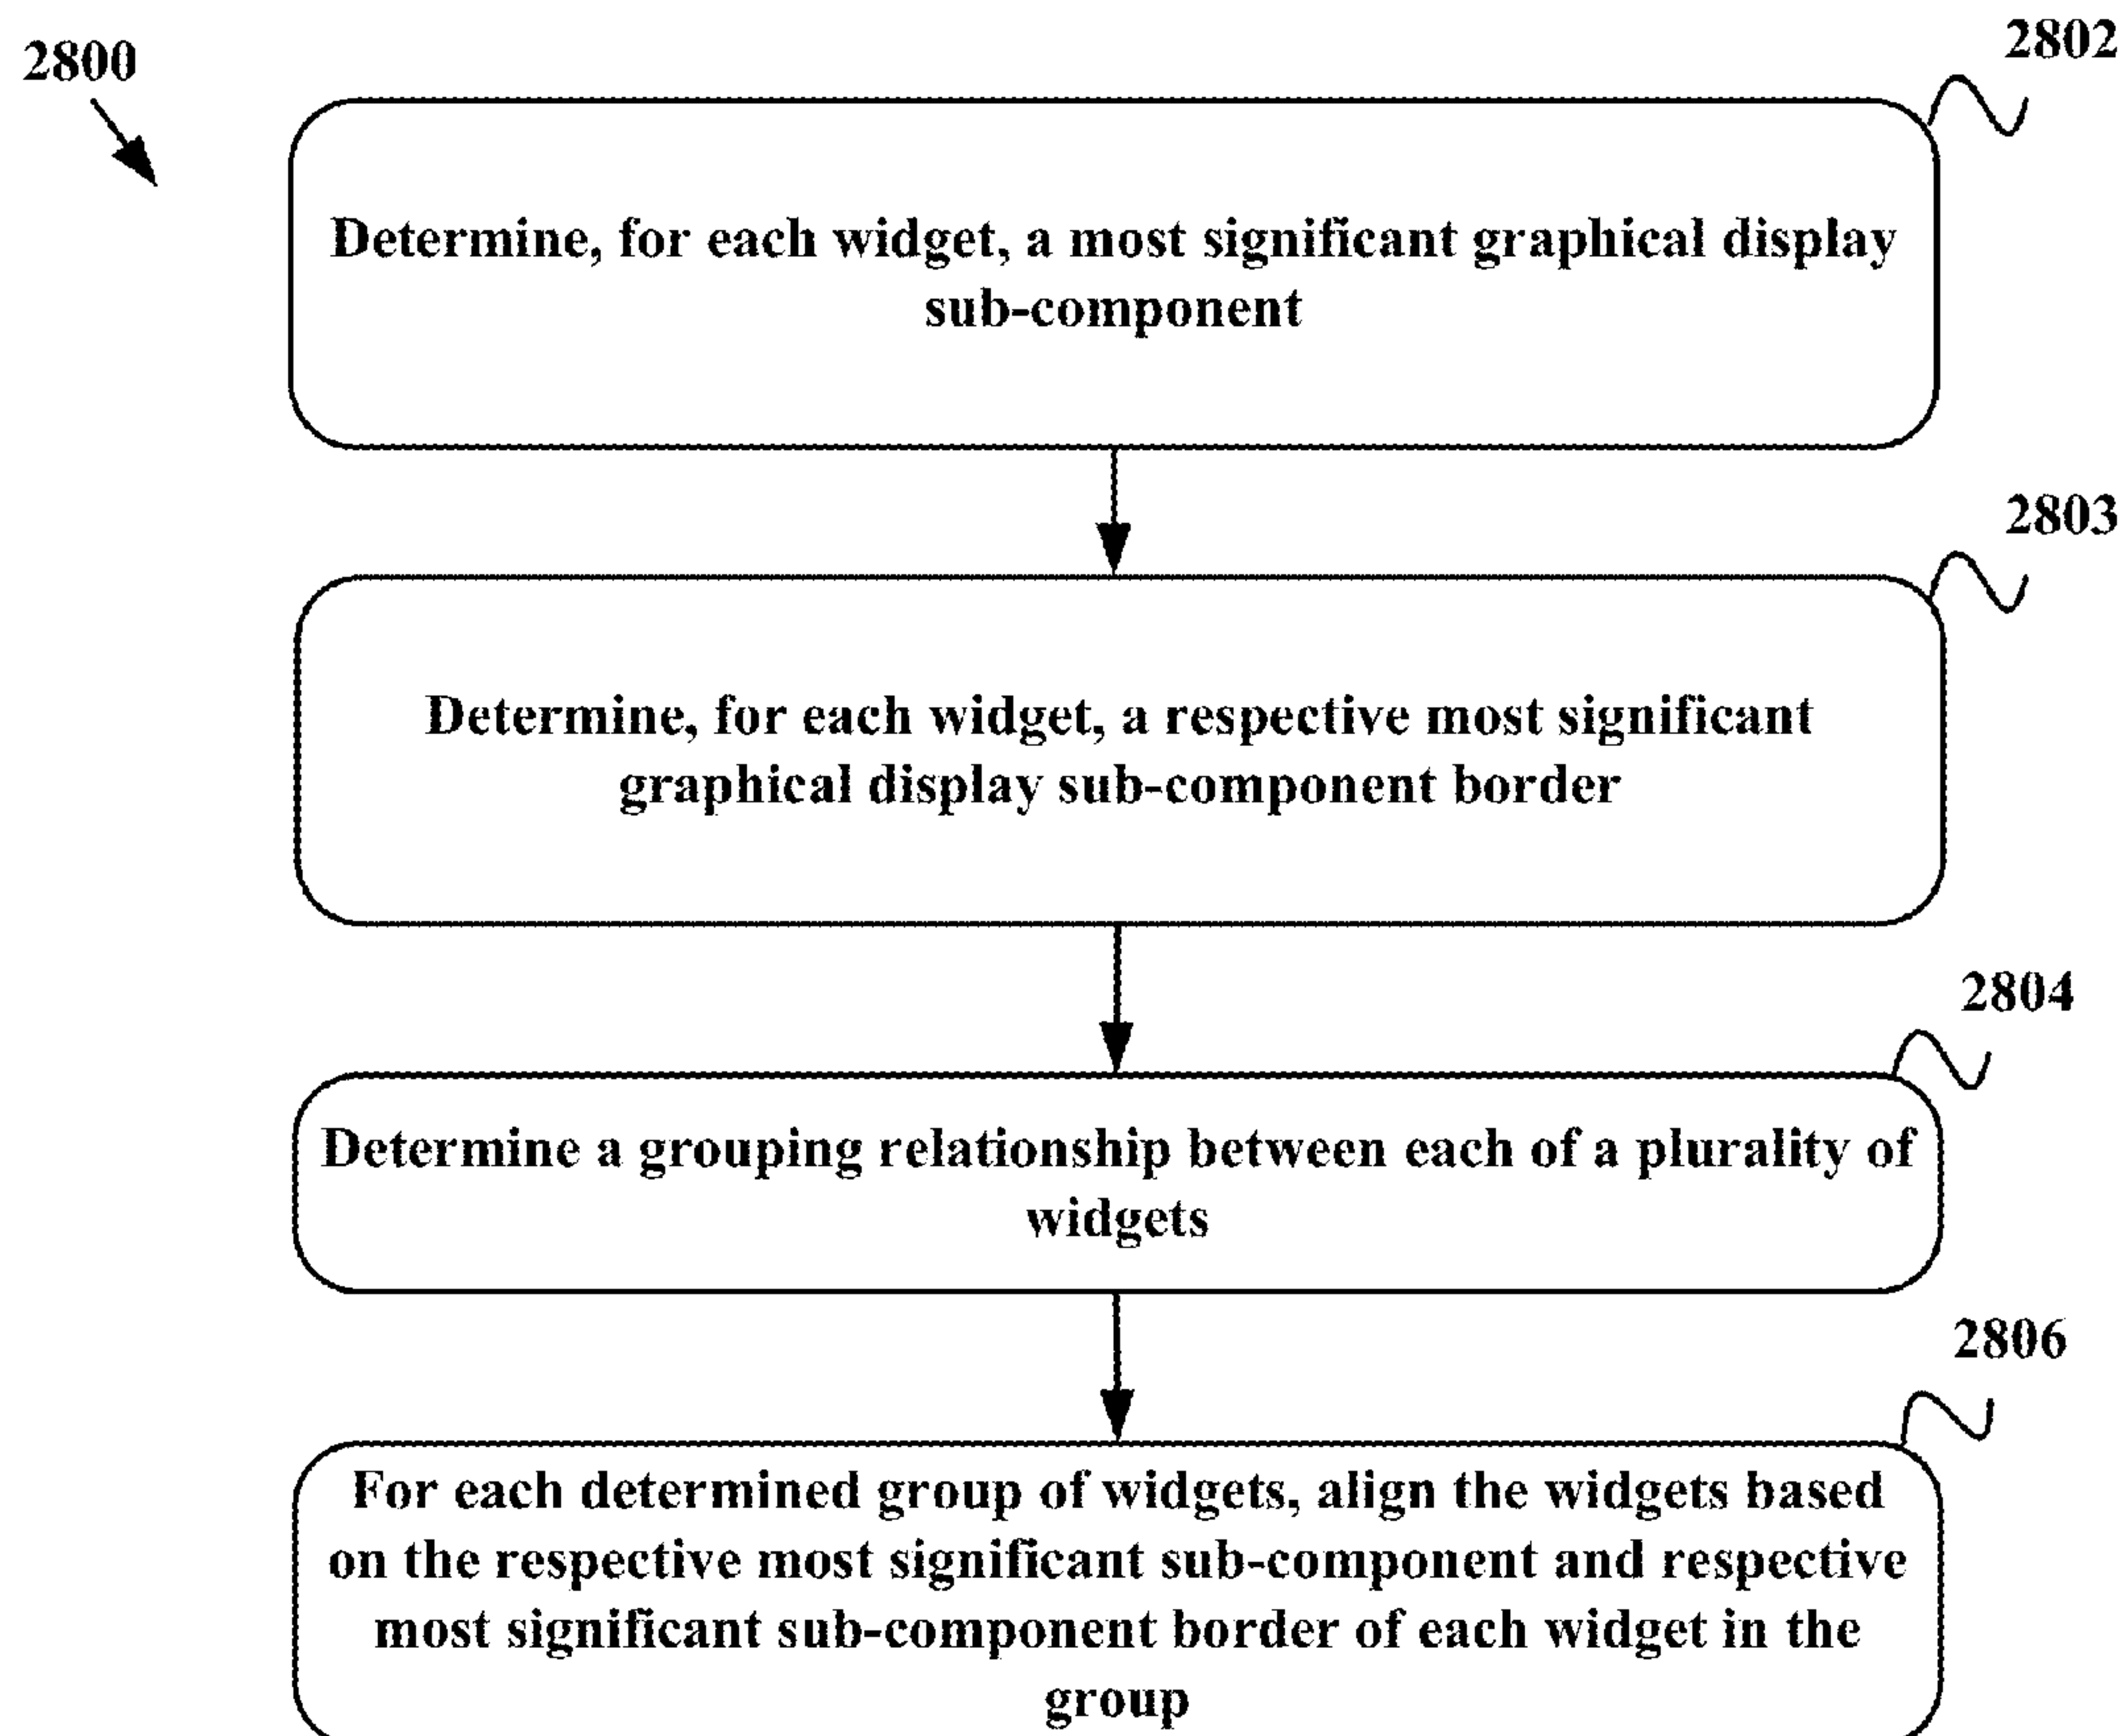 2800
2802
Determine, for each widget, a most significant graphical display
sub-component
2803
Determine, for each widget, a respective most significant
graphical display sub-component border
2804
Determine a grouping relationship between each of a plurality of
widgets
2806
For each determined group of widgets, align the widgets based
on the respective most significant sub-component and respective
most significant sub-component border of each widget in the
group